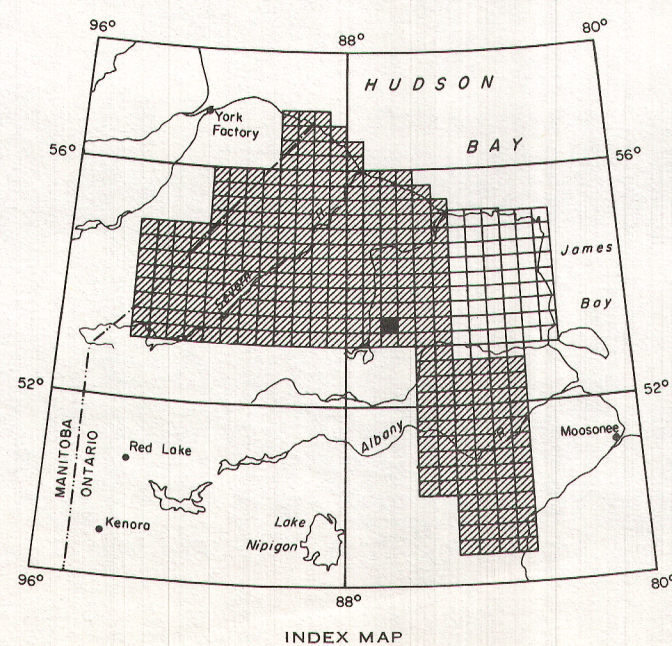 96°
88°
80°
HUDSON
York
Factory
BAY
56°
56°
James
Severn
R.
Bay
52°
52°
MANITOBA
ONTARIO
Red Lake
Albany
R.
Moosonee
Kenora
Lake
Nipigon
96°
88°
80°
INDEX MAP